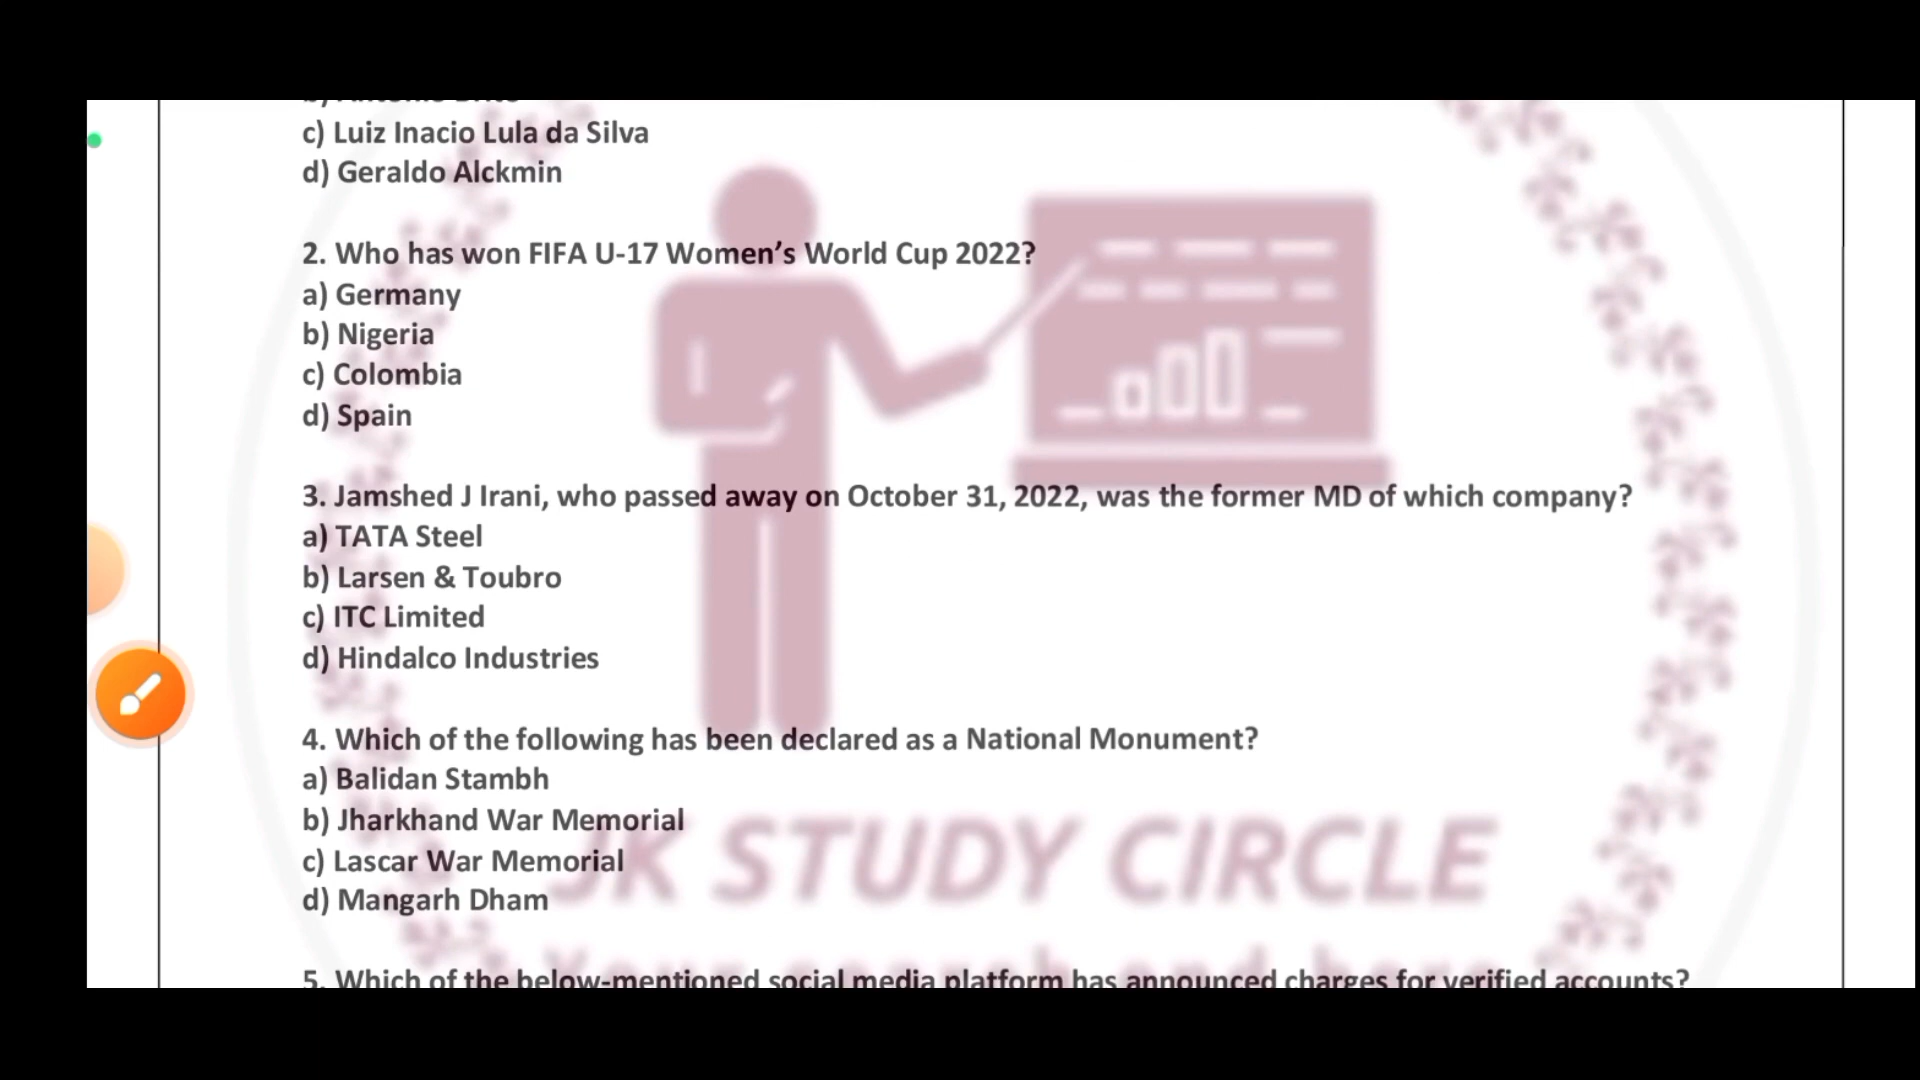 c) Luiz Inacio Lula da Silva
d) Geraldo Alckmin
2. Who has won FIFA U-17 Women’s World Cup 2022?
a) Germany
b) Nigeria
c) Colombia
d) Spain
3. Jamshed J Irani, who passed away on October 31, 2022, was the former MD of which company?
a) TATA Steel
b) Larsen & Toubro
c) ITC Limited
d) Hindalco Industries
4. Which of the following has been declared as a National Monument?
a) Balidan Stambh
b) Jharkhand War Memorial
c) Lascar War Memorial
d) Mangarh Dham
JK STUDY CIRCLE
5. Which of the below-mentioned social media platform has announced charges for verified accounts?